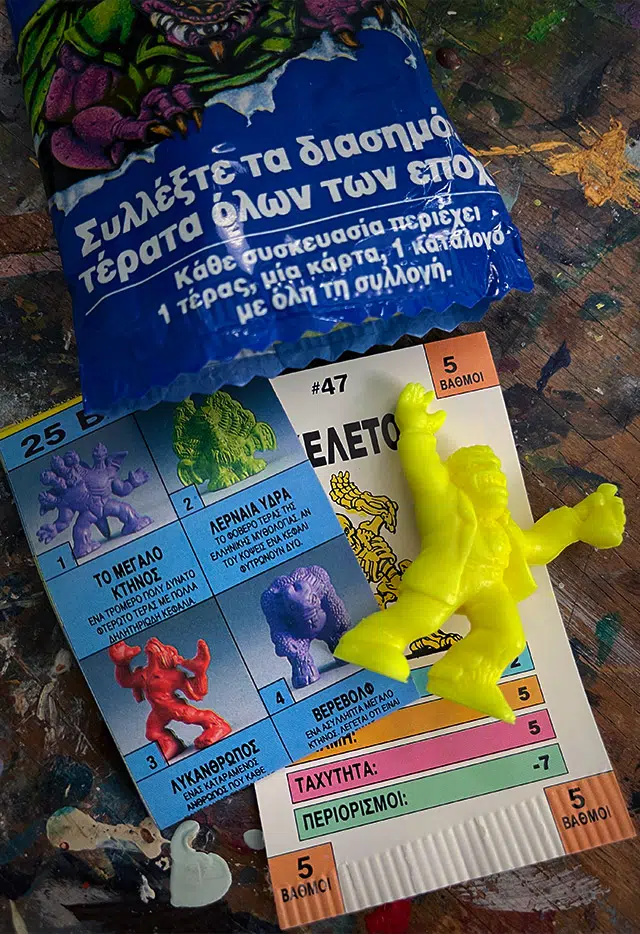 Συλλέξτε τα διασημό
τέρατα όλων των εποχ
Κάθε συσκευασία περιέχει
1 τέρας, μία κάρτα, 1 κατάλογο
με όλη τη συλλογή.
#47
5
ΒΑΘΜΟΙ
ΕΛΕΤΟ
25
1
ΤΟ ΜΕΓΑΛΟ
ΚΤΗΝΟΣ
ΕΝΑ ΤΡΟΜΕΡΟ ΠΟΛΥ ΔΥΝΑΤΟ
ΦΤΕΡΩΤΟ ΤΕΡΑΣ ΜΕ ΠΟΛΛΑ
ΔΗΛΗΤΗΡΙΩΔΗ ΚΕΦΑΛΙΑ.
2
ΛΕΡΝΑΙΑ ΥΔΡΑ
ΤΟ ΦΟΒΕΡΟ ΤΕΡΑΣ ΤΗΣ
ΕΛΛΗΝΙΚΗΣ ΜΥΘΟΛΟΓΙΑΣ. ΑΝ
ΤΟΥ ΚΟΨΕΙΣ ΕΝΑ ΚΕΦΑΛΙ
ΦΥΤΡΩΝΟΥΝ ΔΥΟ.
3
ΛΥΚΑΝΘΡΩΠΟΣ
ΕΝΑΣ ΚΑΤΑΡΑΜΕΝΟΣ
ΑΝΘΡΩΠΟΣ ΠΟΥ ΚΑΘΕ
4
ΒΕΡΕΒΟΛΦ
ΕΝΑ ΑΣΥΛΛΗΠΤΑ ΜΕΓΑΛΟ
ΚΤΗΝΟΣ ΛΕΓΕΤΑΙ ΟΤΙ ΕΙΝΑΙ
2
5
ΤΑΧΥΤΗΤΑ: 5
ΠΕΡΙΟΡΙΣΜΟΙ: -7
5
ΒΑΘΜΟΙ
5
ΒΑΘΜΟΙ